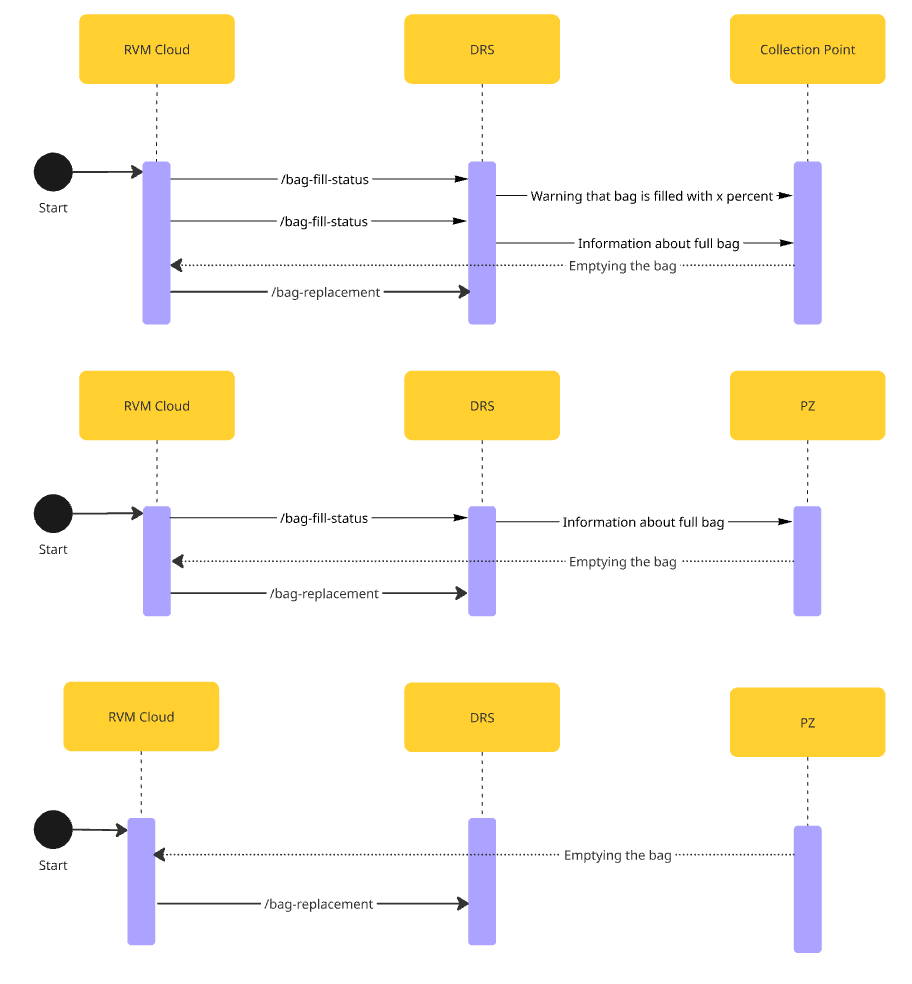 RVM Cloud
DRS
Collection Point
Start
/bag-fill-status
Warning that bag is filled with x percent
/bag-fill-status
Information about full bag
Emptying the bag
/bag-replacement
RVM Cloud
DRS
PZ
Start
/bag-fill-status
Information about full bag
Emptying the bag
/bag-replacement
RVM Cloud
DRS
PZ
Start
Emptying the bag
/bag-replacement